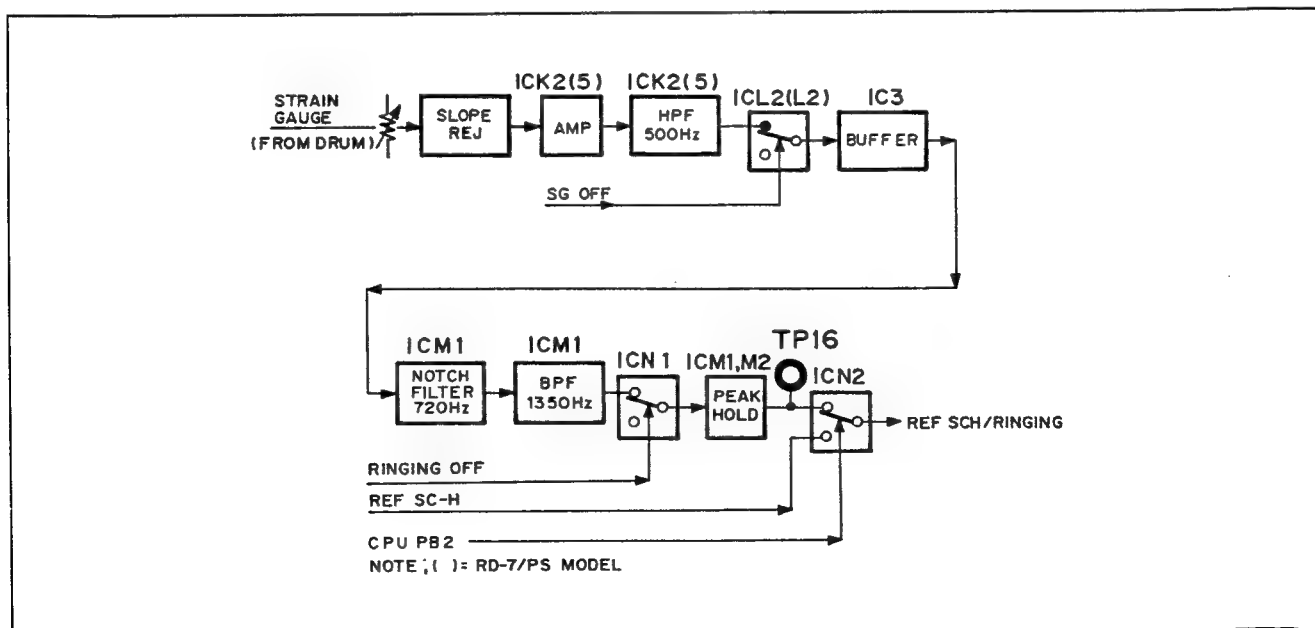 ICK2(5)
ICK2(5)
ICL2(L2)
IC3
STRAIN
GAUGE
(FROM DRUM)
SLOPE
REJ
AMP
HPF
500Hz
BUFFER
SG OFF
ICM1
ICM1
ICN1
ICM1,M2
TP16
ICN2
NOTCH
FILTER
720Hz
BPF
1350Hz
PEAK
HOLD
REF SCH/RINGING
RINGING OFF
REF SC-H
CPU PB2
NOTE;( )= RD-7/PS MODEL